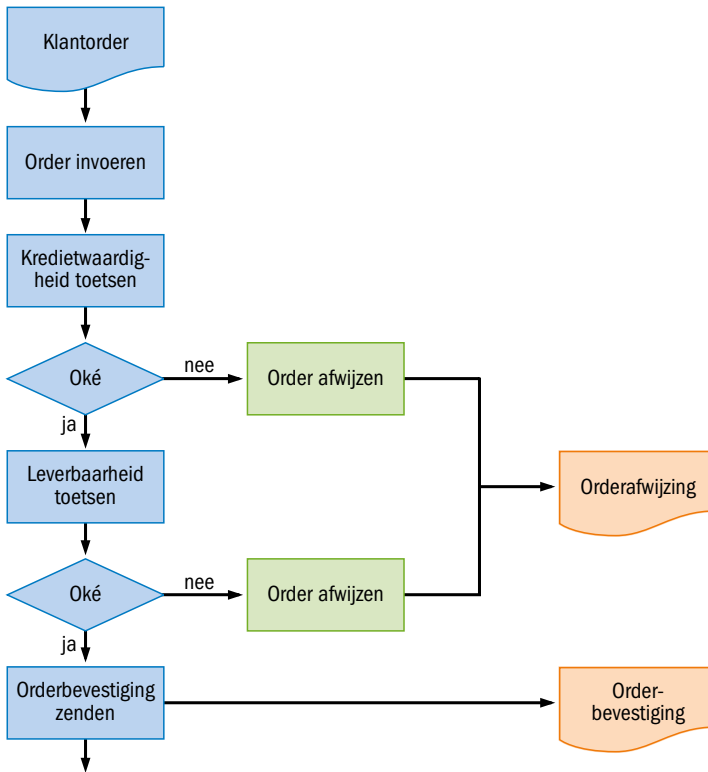 Klantorder
Order invoeren
Kredietwaardig-
heid toetsen
Oké
nee
Order afwijzen
ja
Leverbaarheid
toetsen
Orderafwijzing
Oké
nee
Order afwijzen
ja
Orderbevestiging
zenden
Order-
bevestiging